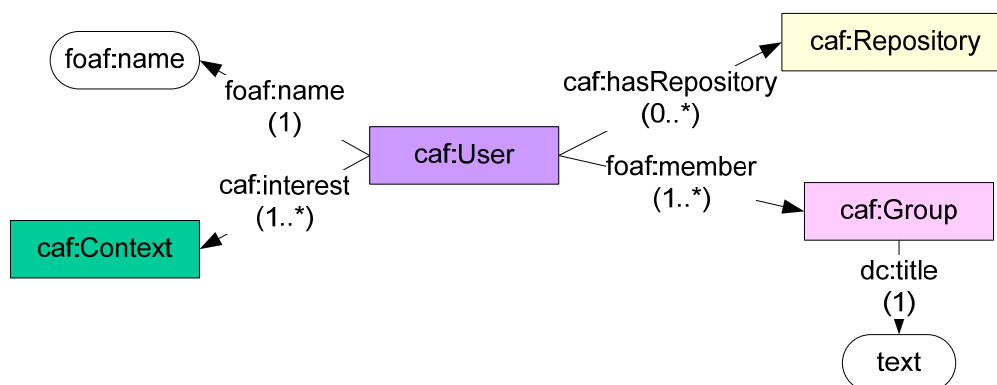 foaf:name
caf:Repository
foaf:name
(1)
caf:hasRepository
(0..*)
caf:User
caf:interest
(1..*)
foaf:member
(1..*)
caf:Context
caf:Group
dc:title
(1)
text